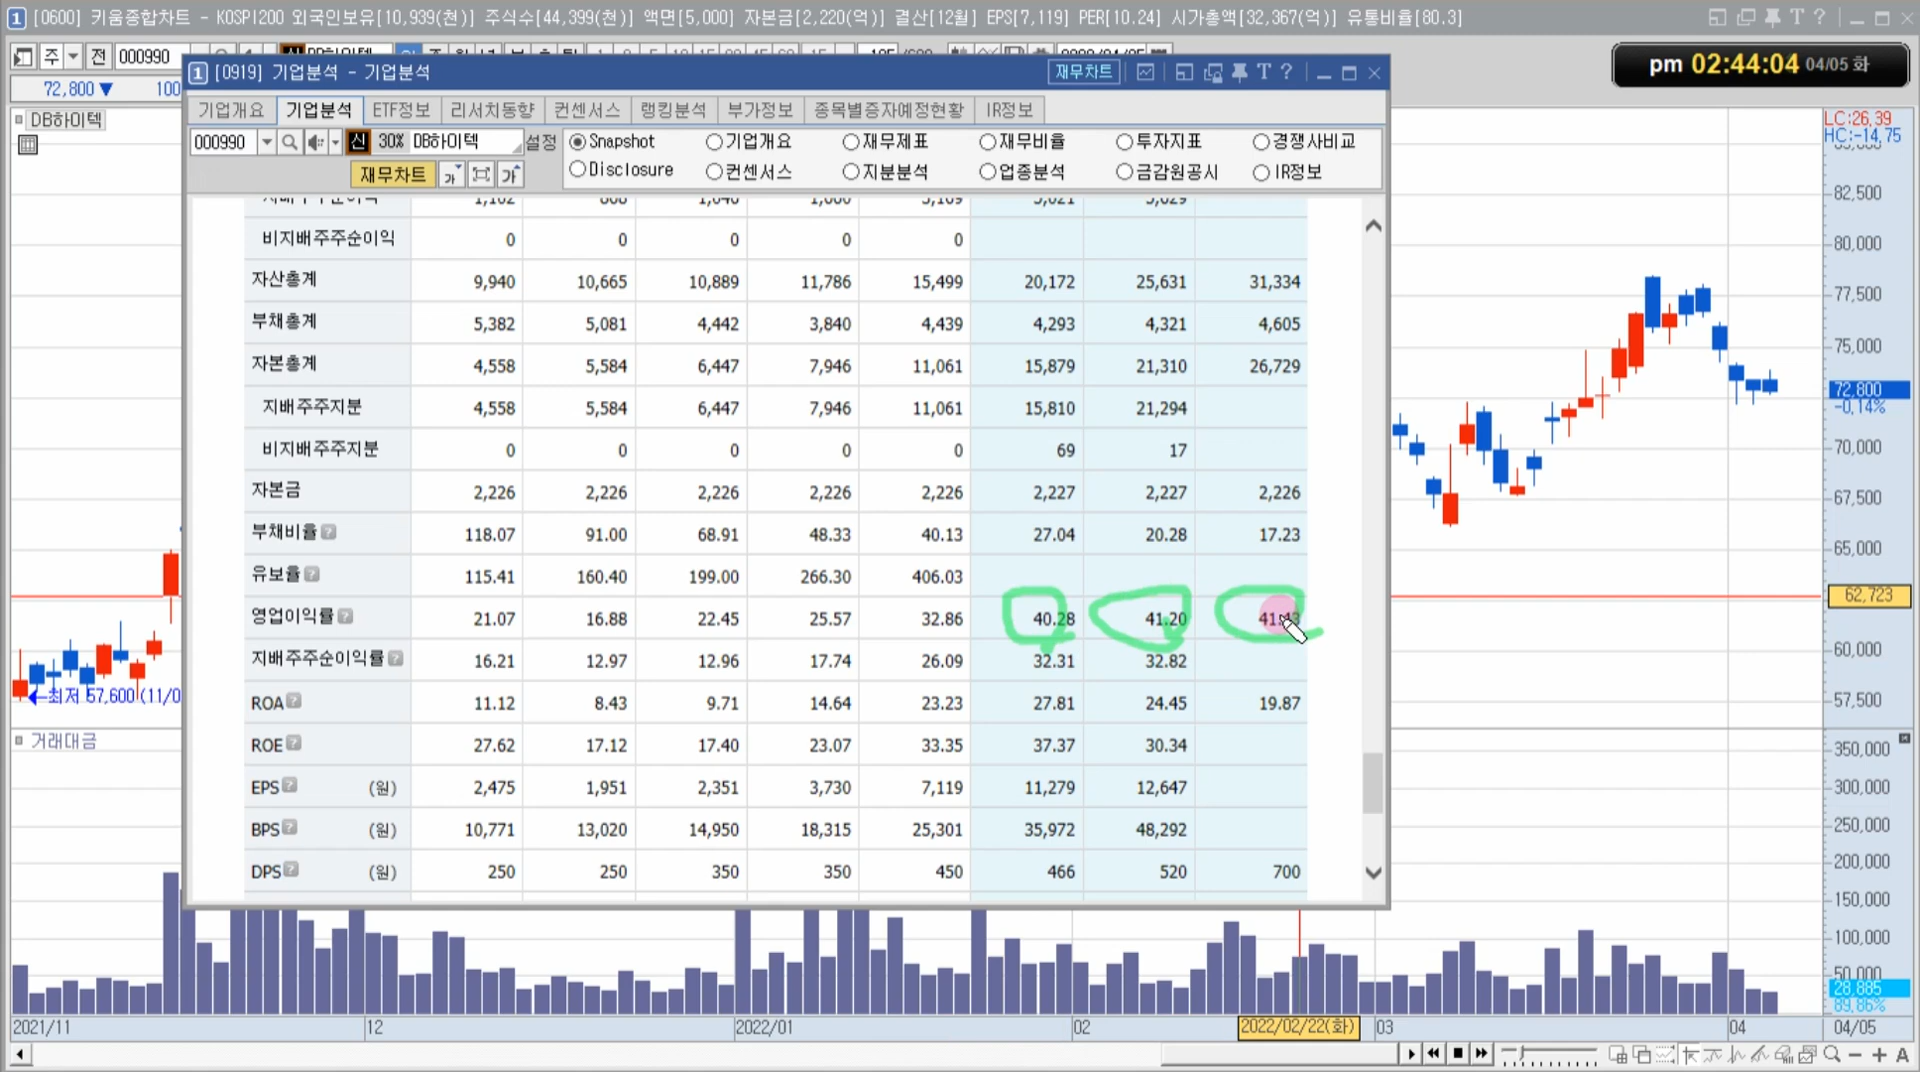 [0600] 키움종합차트 - KOSPI200 외국인보유[10,939(천)] 주식수[44,399(천)] 액면[5,000] 자본금[2,220(억)] 결산[12월] EPS[7,119] PER[10.24] 시가총액[32,367(억)] 유통비율[80.3]
주 전 000990
pm 02:44:04 04/05 화
72,800▼
DB하이텍
[0919] 기업분석 - 기업분석 재무차트
기업개요 기업분석 ETF정보 리서치동향 컨센서스 랭킹분석 부가정보 종목별증자예정현황 IR정보
000990 신 30% DB하이텍 설정 Snapshot 기업개요 재무제표 재무비율 투자지표 경쟁사비교
재무차트 가 가 Disclosure 컨센서스 지분분석 업종분석 금감원공시 IR정보
비지배주주순이익 0 0 0 0 0
자산총계 9,940 10,665 10,889 11,786 15,499 20,172 25,631 31,334
부채총계 5,382 5,081 4,442 3,840 4,439 4,293 4,321 4,605
자본총계 4,558 5,584 6,447 7,946 11,061 15,879 21,310 26,729
지배주주지분 4,558 5,584 6,447 7,946 11,061 15,810 21,294
비지배주주지분 0 0 0 0 0 69 17
자본금 2,226 2,226 2,226 2,226 2,226 2,227 2,227 2,226
부채비율 118.07 91.00 68.91 48.33 40.13 27.04 20.28 17.23
유보율 115.41 160.40 199.00 266.30 406.03
영업이익률 21.07 16.88 22.45 25.57 32.86 40.28 41.20
지배주주순이익률 16.21 12.97 12.96 17.74 26.09 32.31 32.82
ROA 11.12 8.43 9.71 14.64 23.23 27.81 24.45 19.87
ROE 27.62 17.12 17.40 23.07 33.35 37.37 30.34
EPS (원) 2,475 1,951 2,351 3,730 7,119 11,279 12,647
BPS (원) 10,771 13,020 14,950 18,315 25,301 35,972 48,292
DPS (원) 250 250 350 350 450 466 520 700
LC:26,39
HC:-14,75
82,500
80,000
77,500
75,000
72,800
-0,14%
70,000
67,500
65,000
62,723
60,000
57,500
최저 57,600 (11/0
거래대금
350,000
300,000
250,000
200,000
150,000
100,000
50,000
28,885
89,86%
2021/11 12 2022/01 02 2022/02/22(화) 03 04 04/05